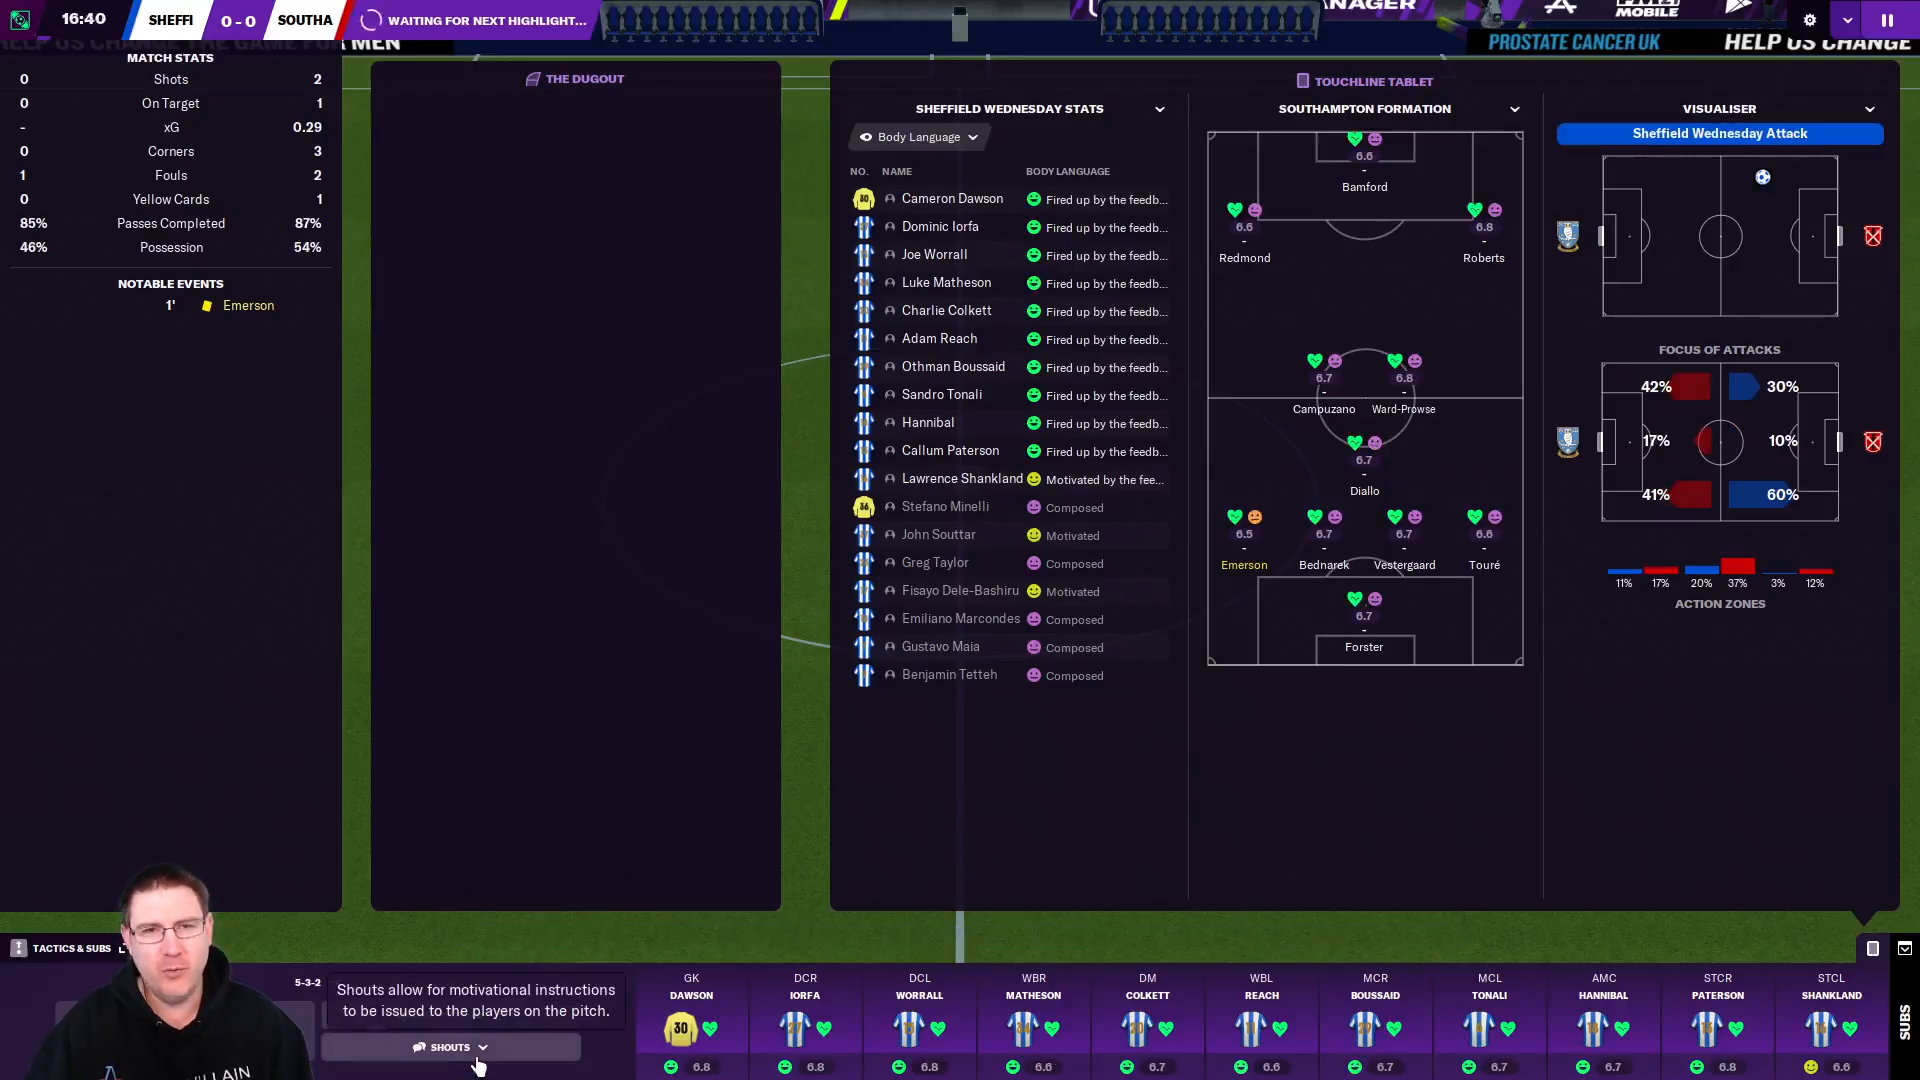 16:40
SHEFFI
0 - 0
SOUTHA
WAITING FOR NEXT HIGHLIGHT...
MOBILE
PROSTATE CANCER UK
MATCH STATS
0 Shots 2
0 On Target 1
- xG 0.29
0 Corners 3
1 Fouls 2
0 Yellow Cards 1
85% Passes Completed 87%
46% Possession 54%
NOTABLE EVENTS
1' Emerson
THE DUGOUT
TOUCHLINE TABLET
SHEFFIELD WEDNESDAY STATS
Body Language
NO. NAME BODY LANGUAGE
30 Cameron Dawson Fired up by the feedb...
Dominic Iorfa Fired up by the feedb...
Joe Worrall Fired up by the feedb...
Luke Matheson Fired up by the feedb...
Charlie Colkett Fired up by the feedb...
Adam Reach Fired up by the feedb...
Othman Boussaid Fired up by the feedb...
Sandro Tonali Fired up by the feedb...
Hannibal Fired up by the feedb...
Callum Paterson Fired up by the feedb...
Lawrence Shankland Motivated by the fee...
36 Stefano Minelli Composed
John Souttar Motivated
Greg Taylor Composed
Fisayo Dele-Bashiru Motivated
Emiliano Marcondes Composed
Gustavo Maia Composed
Benjamin Tetteh Composed
SOUTHAMPTON FORMATION
6.6
-
Bamford
6.6 6.8
- -
Redmond Roberts
6.7 6.8
- -
Campuzano Ward-Prowse
6.7
-
Diallo
6.5 6.7 6.7 6.6
- - - -
Emerson Bednarek Vestergaard Touré
6.7
-
Forster
VISUALISER
Sheffield Wednesday Attack
FOCUS OF ATTACKS
42% 30%
17% 10%
41% 60%
11% 17% 20% 37% 3% 12%
ACTION ZONES
TACTICS & SUBS
5-3-2
Shouts allow for motivational instructions
to be issued to the players on the pitch.
SHOUTS
GK DCR DCL WBR DM WBL MCR MCL AMC STCR STCL
DAWSON IORFA WORRALL MATHESON COLKETT REACH BOUSSAID TONALI HANNIBAL PATERSON SHANKLAND
30
6.8 6.8 6.8 6.6 6.7 6.6 6.7 6.7 6.7 6.8 6.6
SUBS